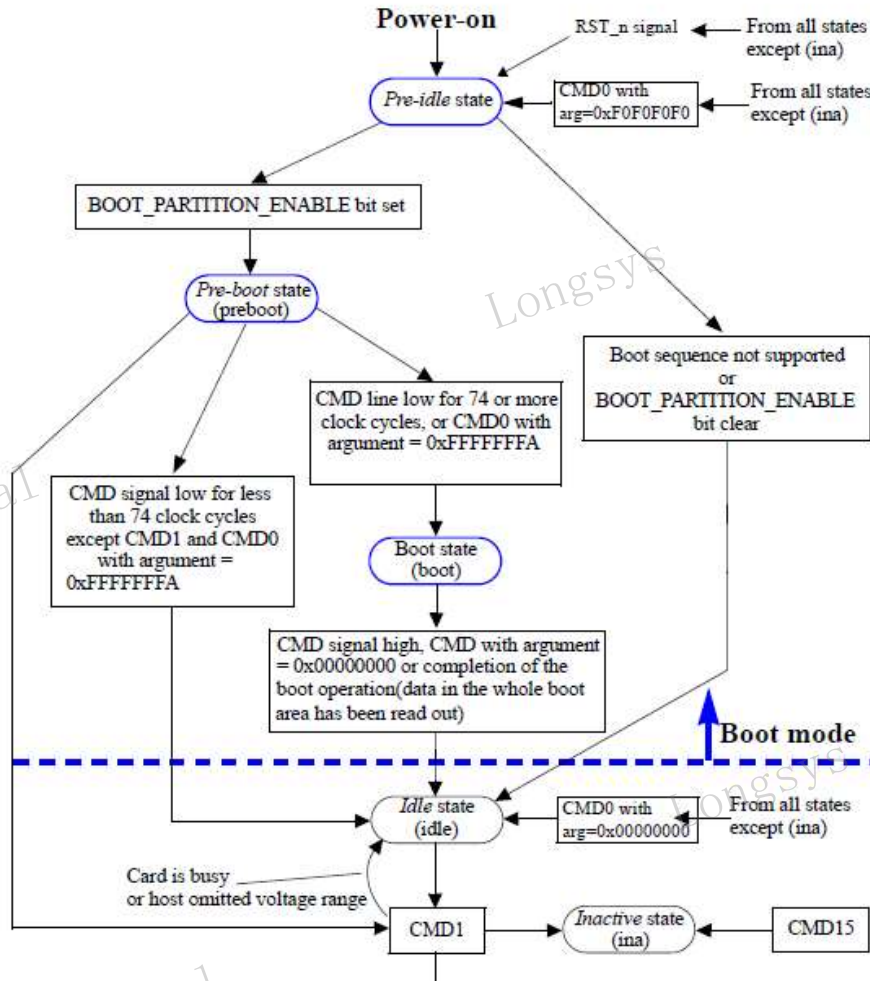 Power-on
RST_n signal
From all states
except (ina)
Pre-idle state
CMD0 with
arg=0xF0F0F0F0
From all states
except (ina)
BOOT_PARTITION_ENABLE bit set
Longsys
Pre-boot state
(preboot)
Boot sequence not supported
or
BOOT_PARTITION_ENABLE
bit clear
CMD line low for 74 or more
clock cycles, or CMD0 with
argument = 0xFFFFFFFA
CMD signal low for less
than 74 clock cycles
except CMD1 and CMD0
with argument =
0xFFFFFFFA
Boot state
(boot)
CMD signal high, CMD with argument
= 0x00000000 or completion of the
boot operation(data in the whole boot
area has been read out)
Boot mode
Longsys
Idle state
(idle)
CMD0 with
arg=0x00000000
From all states
except (ina)
Card is busy
or host omitted voltage range
CMD1
Inactive state
(ina)
CMD15